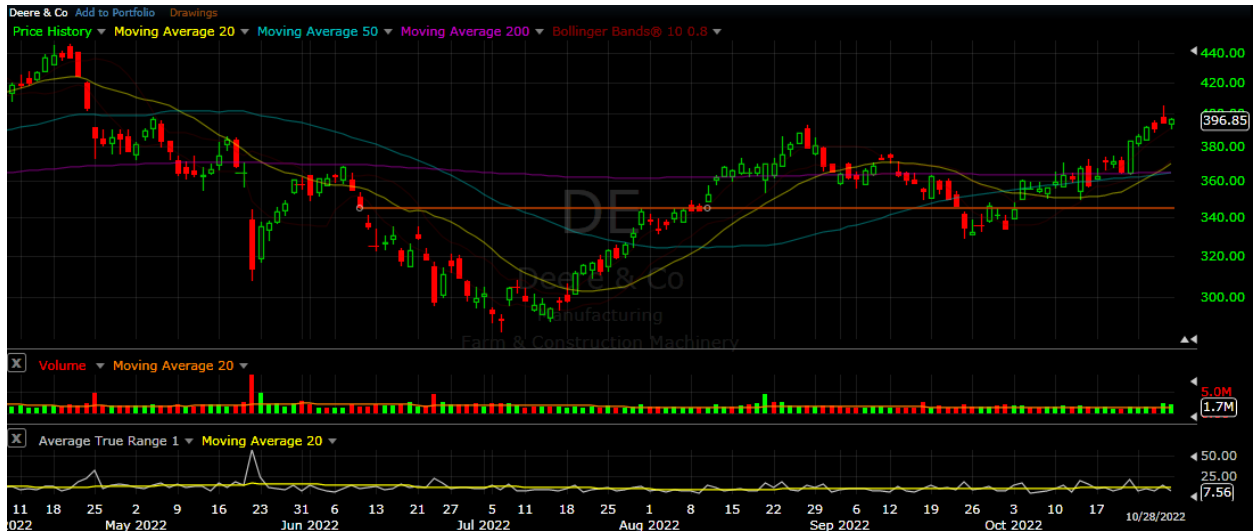 Deere & Co Add to Portfolio Drawings
Price History Moving Average 20 Moving Average 50 Moving Average 200 Bollinger Bands® 10 0.8
440.00
420.00
396.85
380.00
360.00
340.00
320.00
300.00
DE
Deere & Co
Manufacturing
Farm & Construction Machinery
X Volume Moving Average 20
5.0M
1.7M
X Average True Range 1 Moving Average 20
50.00
25.00
7.56
11 18 25 2 9 16 23 31 6 13 21 27 5 11 18 25 1 8 15 22 29 6 12 19 26 3 10 17
2022 May 2022 Jun 2022 Jul 2022 Aug 2022 Sep 2022 Oct 2022 10/28/2022